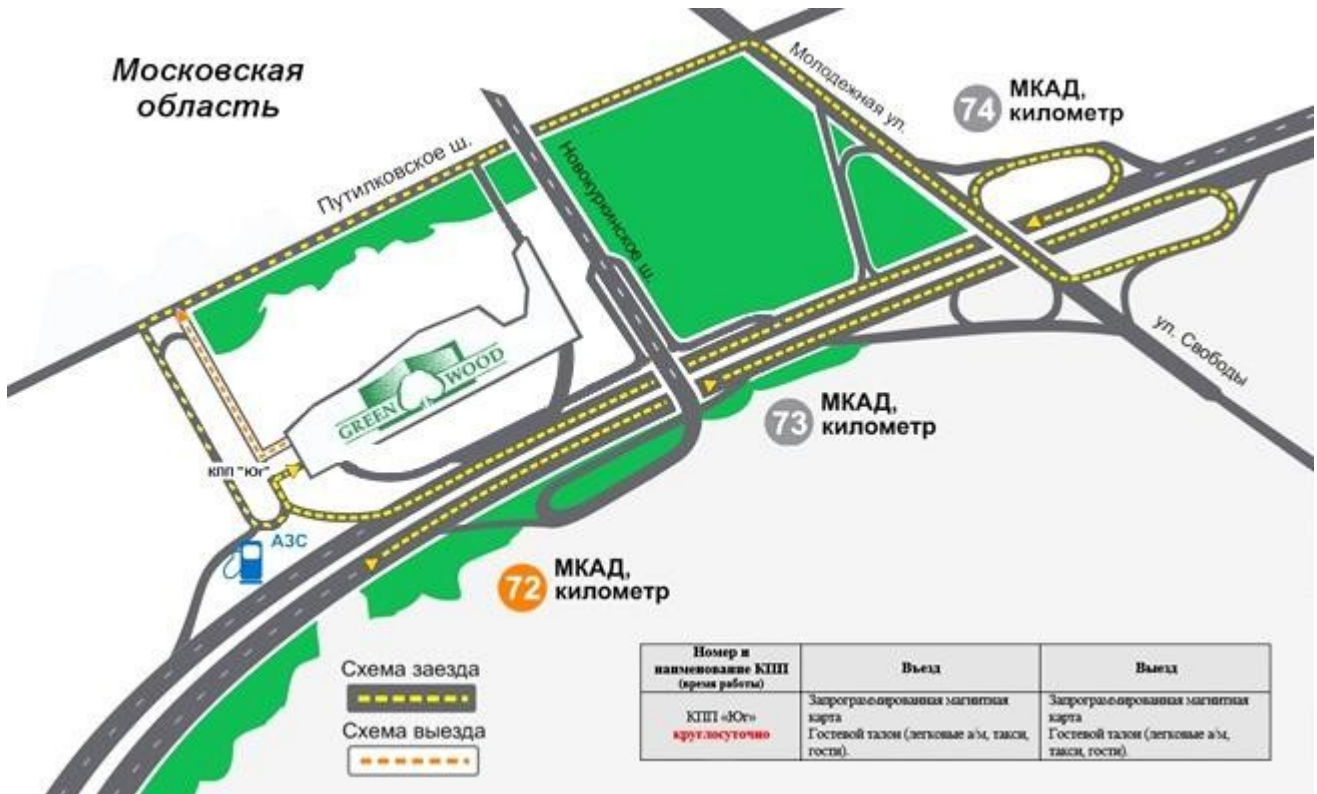 Московская
область
Молодежная ул.
74
МКАД,
километр
Путилковское ш.
Новокуркинское ш.
ул. Свободы
GREEN WOOD
73
МКАД,
километр
КПП "Юг"
АЗС
72
МКАД,
километр
Схема заезда
Схема выезда
Номер и
наименование КПП
(время работы)
Въезд
Выезд
КПП «Юг»
круглосуточно
Запрограммированная магнитная
карта
Гостевой талон (легковые а/м, такси,
гости).
Запрограммированная магнитная
карта
Гостевой талон (легковые а/м,
такси, гости).